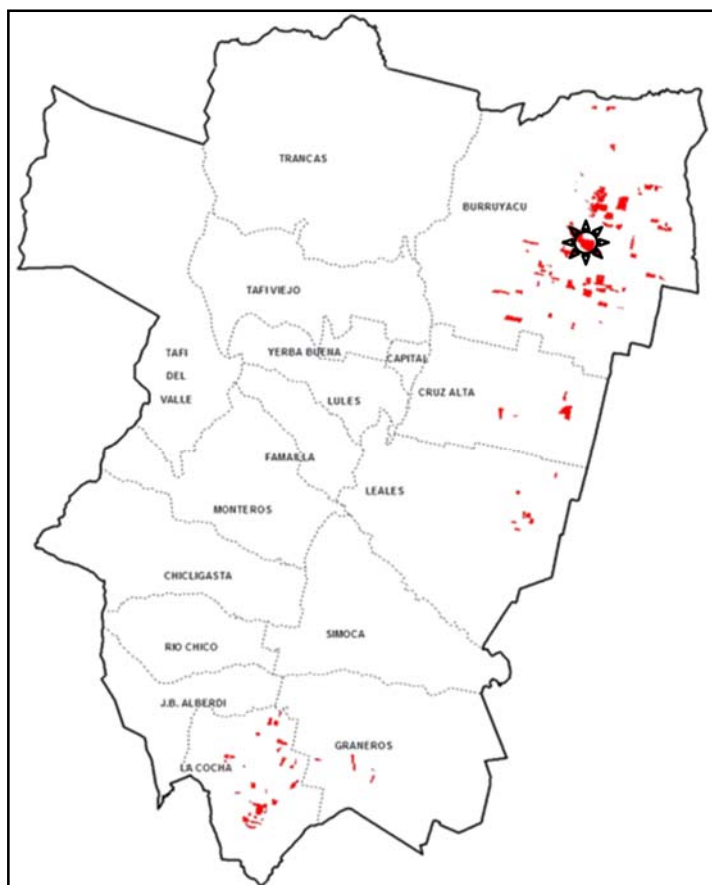 TRANCAS
BURRUYACU
TAFI VIEJO
TAFI
DEL
VALLE
YERBA BUENA
CAPITAL
CRUZ ALTA
LULES
FAMAILLA
LEALES
MONTEROS
CHICLIGASTA
SIMOCA
RIO CHICO
J.B. ALBERDI
GRANEROS
LA COCHA